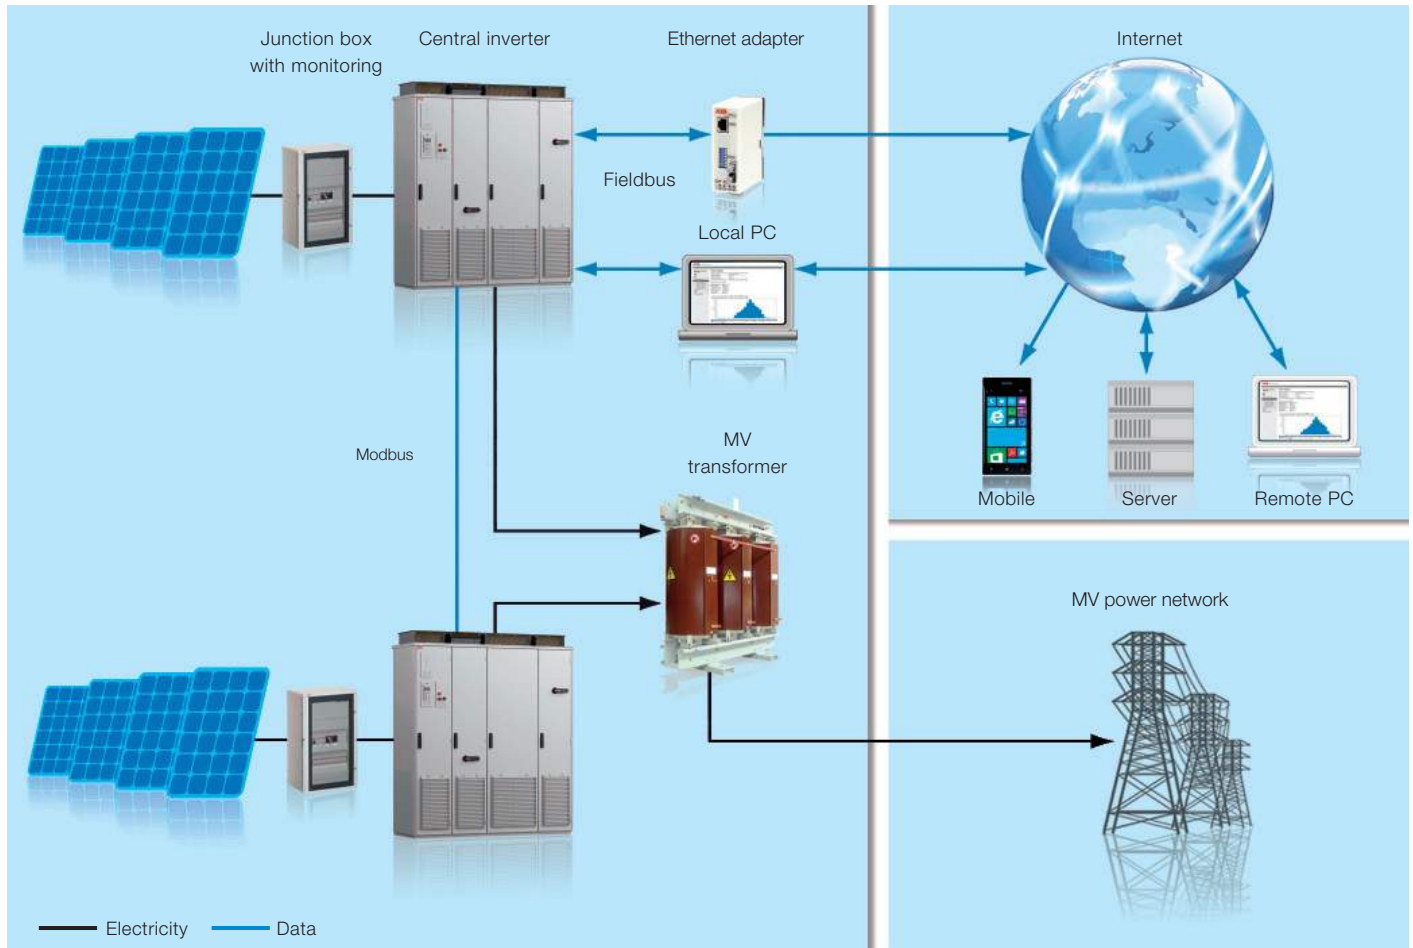 Junction box
with monitoring
Central inverter
Ethernet adapter
Internet
Fieldbus
Local PC
Modbus
MV
transformer
Mobile
Server
Remote PC
MV power network
Electricity
Data